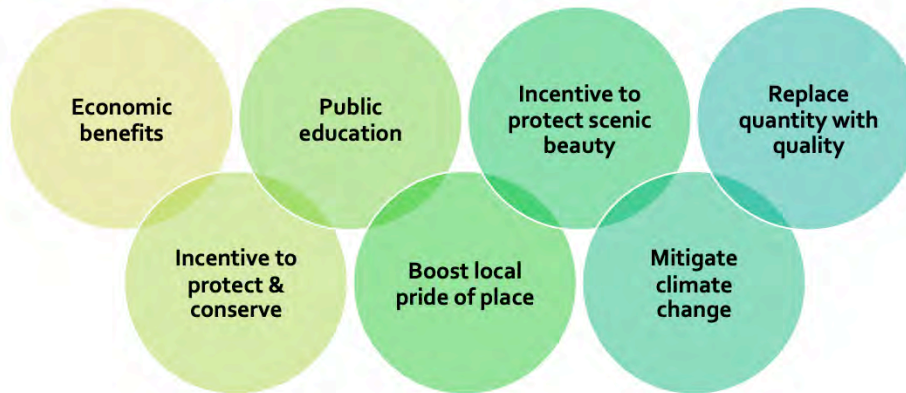 Economic
benefits
Public
education
Incentive to
protect scenic
beauty
Replace
quantity with
quality
Incentive to
protect &
conserve
Boost local
pride of place
Mitigate
climate
change